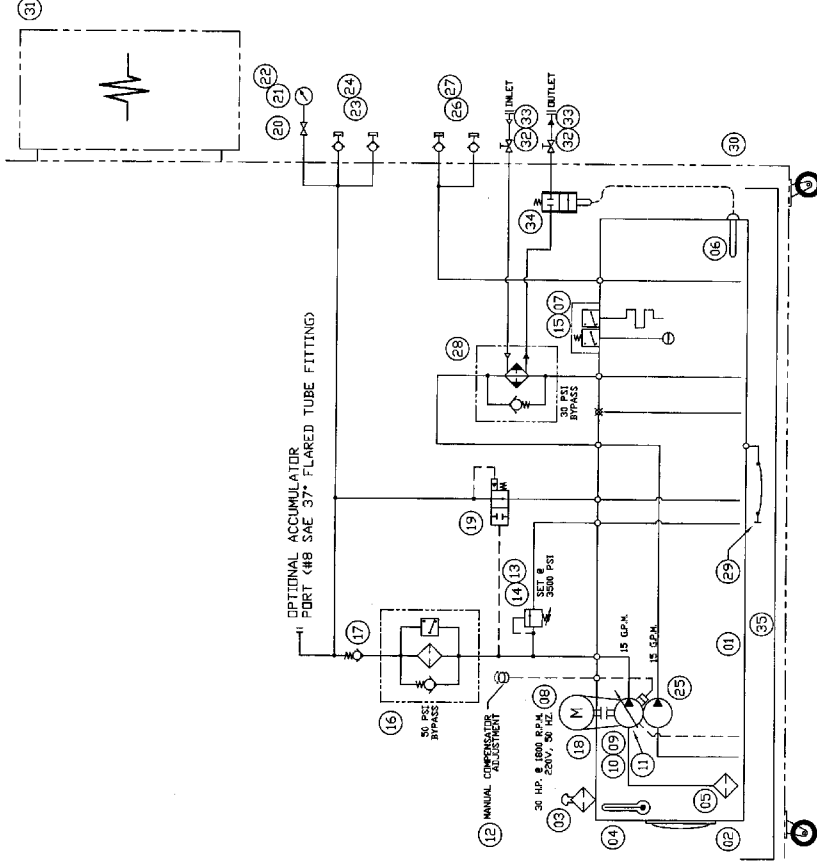 31
22
21
20
24
23
27
26
INLET
33
32
OUTLET
33
32
30
34
06
OPTIONAL ACCUMULATOR
PORT (#8 SAE 37° FLARED TUBE FITTING)
28
30 PSI
BYPASS
07
15
19
13
14
SET @
3500 PSI
17
16
50 PSI
BYPASS
12
MANUAL COMPENSATOR
ADJUSTMENT
15 G.P.M.
15 G.P.M.
08
M
18
30 H.P. @ 1800 R.P.M.
220V, 50 HZ.
09
10
11
25
03
04
05
02
01
29
35